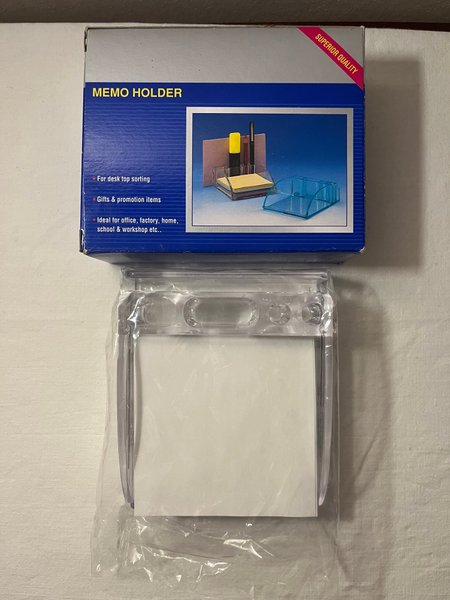 SUPERIOR QUALITY
MEMO HOLDER
• For desk top sorting
• Gifts & promotion items
• Ideal for office, factory, home,
school & workshop etc..